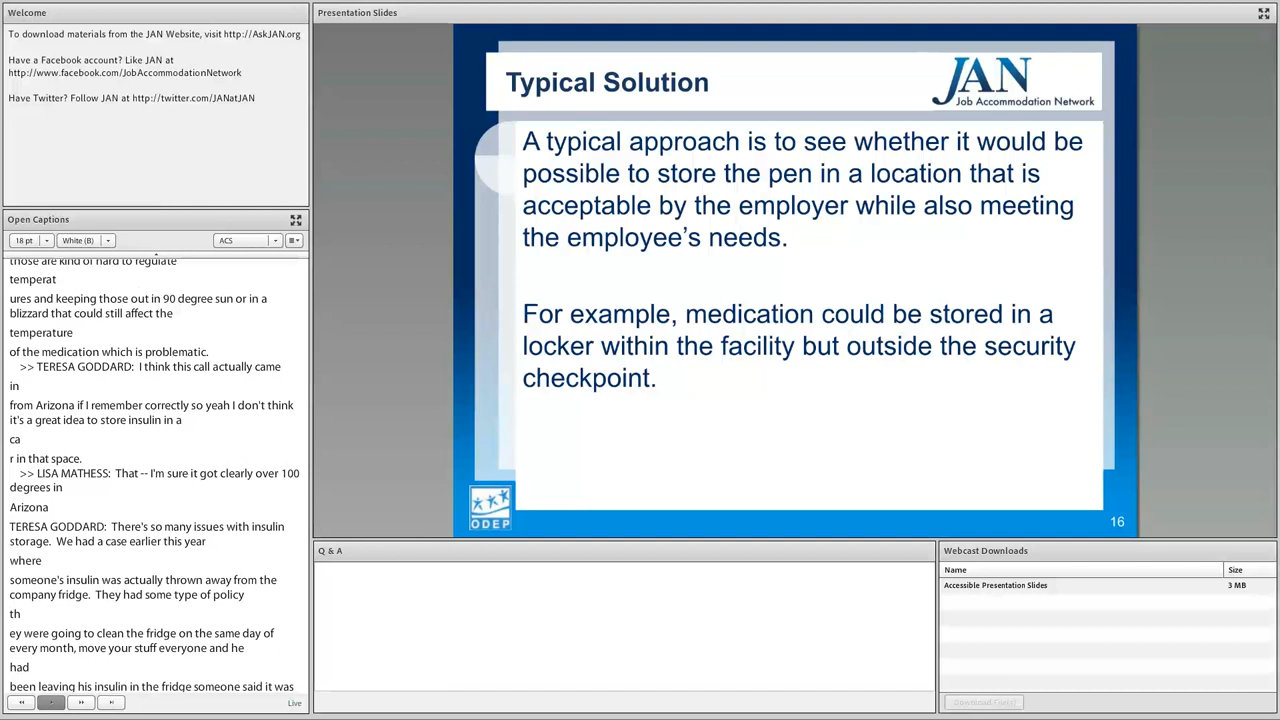 Welcome
To download materials from the JAN Website, visit http://AskJAN.org
Have a Facebook account? Like JAN at
http://www.facebook.com/JobAccommodationNetwork
Have Twitter? Follow JAN at http://twitter.com/JANatJAN
Open Captions
18 pt
White (B)
ACS
those are kind of hard to regulate
temperat
ures and keeping those out in 90 degree sun or in a
blizzard that could still affect the
temperature
of the medication which is problematic.
>> TERESA GODDARD: I think this call actually came
in
from Arizona if I remember correctly so yeah I don't think
it's a great idea to store insulin in a
ca
r in that space.
>> LISA MATHESS: That -- I'm sure it got clearly over 100
degrees in
Arizona
TERESA GODDARD: There's so many issues with insulin
storage. We had a case earlier this year
where
someone's insulin was actually thrown away from the
company fridge. They had some type of policy
th
ey were going to clean the fridge on the same day of
every month, move your stuff everyone and he
had
been leaving his insulin in the fridge someone said it was
Live
Presentation Slides
Typical Solution
JAN
Job Accommodation Network
A typical approach is to see whether it would be
possible to store the pen in a location that is
acceptable by the employer while also meeting
the employee's needs.
For example, medication could be stored in a
locker within the facility but outside the security
checkpoint.
ODEP
16
Q & A
Webcast Downloads
Name Size
Accessible Presentation Slides 3 MB
Download File(s)